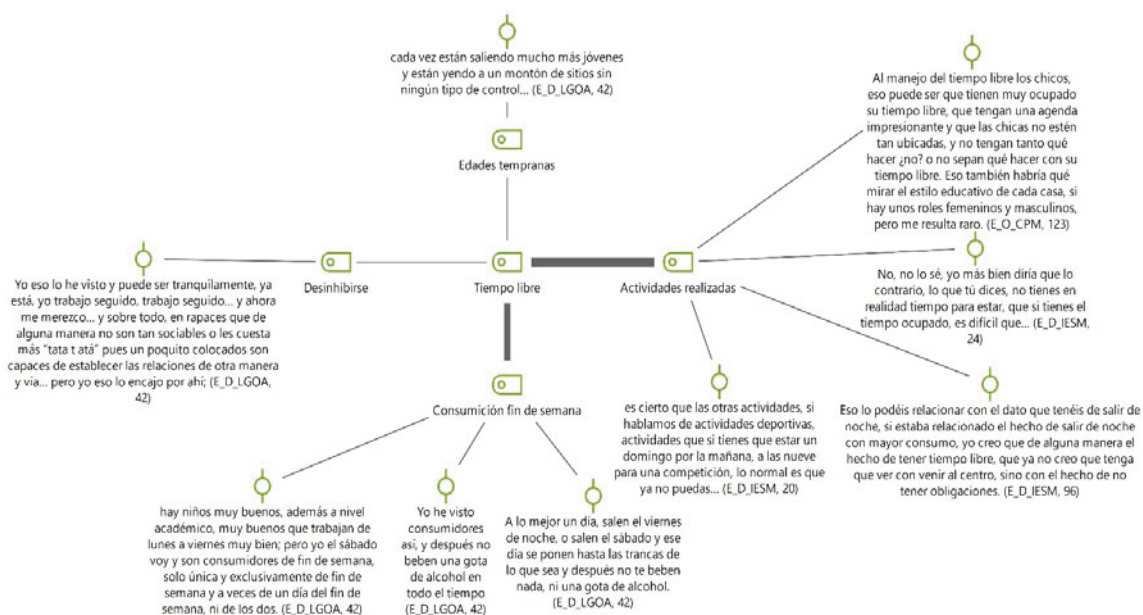 cada vez están saliendo mucho más jóvenes
y están yendo a un montón de sitios sin
ningún tipo de control... (E_D_LGOA, 42)
Edades tempranas
Al manejo del tiempo libre los chicos,
eso puede ser que tienen muy ocupado
su tiempo libre, que tengan una agenda
impresionante y que las chicas no estén
tan ubicadas, y no tengan tanto qué
hacer ¿no? o no sepan qué hacer con su
tiempo libre. Eso también habría qué
mirar el estilo educativo de cada casa, si
hay unos roles femeninos y masculinos,
pero me resulta raro. (E_O_CPM, 123)
Yo eso lo he visto y puede ser tranquilamente, ya
está, yo trabajo seguido, trabajo seguido... y ahora
me merezco... y sobre todo, en rapaces que de
alguna manera no son tan sociables o les cuesta
más "tata t atá" pues un poquito colocados son
capaces de establecer las relaciones de otra manera
y vía... pero yo eso lo encajo por ahí; (E_D_LGOA,
42)
Desinhibirse
Tiempo libre
Actividades realizadas
No, no lo sé, yo más bien diría que lo
contrario, lo que tú dices, no tienes en
realidad tiempo para estar, que si tienes el
tiempo ocupado, es difícil que... (E_D_IESM,
24)
Consumición fin de semana
es cierto que las otras actividades, si
hablamos de actividades deportivas,
actividades que si tienes que estar un
domingo por la mañana, a las nueve
para una competición, lo normal es que
ya no puedas... (E_D_IESM, 20)
Eso lo podéis relacionar con el dato que tenéis de salir de
noche, si estaba relacionado el hecho de salir de noche
con mayor consumo, yo creo que de alguna manera el
hecho de tener tiempo libre, que ya no creo que tenga
que ver con venir al centro, sino con el hecho de no
tener obligaciones. (E_D_IESM, 96)
hay niños muy buenos, además a nivel
académico, muy buenos que trabajan de
lunes a viernes muy bien; pero yo el sábado
voy y son consumidores de fin de semana,
solo única y exclusivamente de fin de
semana y a veces de un día del fin de
semana, ni de los dos. (E_D_LGOA, 42)
Yo he visto
consumidores
así, y después no
beben una gota
de alcohol en
todo el tiempo
(E_D_LGOA, 42)
A lo mejor un día, salen el viernes
de noche, o salen el sábado y ese
día se ponen hasta las trancas de
lo que sea y después no te beben
nada, ni una gota de alcohol.
(E_D_LGOA, 42)